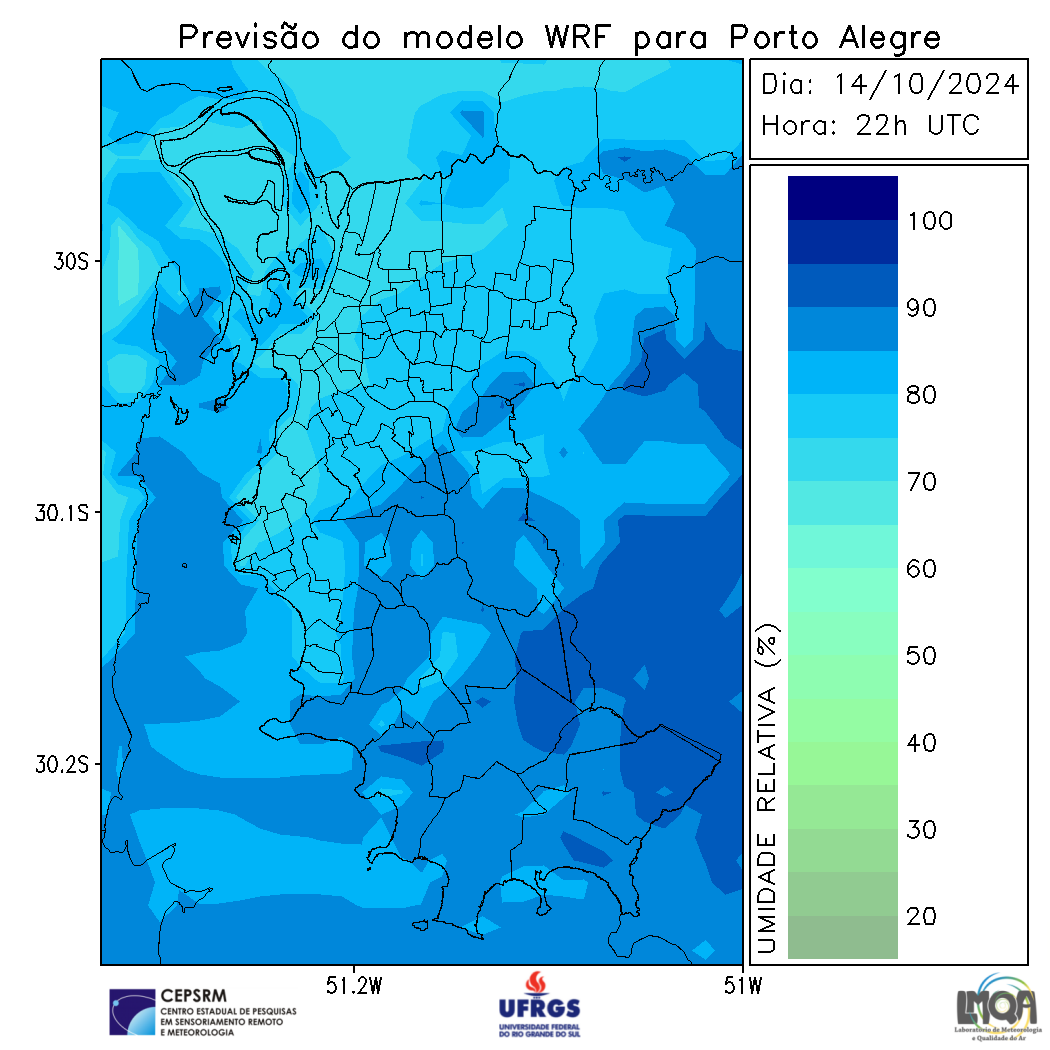 Previsão do modelo WRF para Porto Alegre
Dia: 14/10/2024
Hora: 22h UTC
30S
30.1S
30.2S
51.2W
51W
UMIDADE RELATIVA (%)
100
90
80
70
60
50
40
30
20
CEPSRM
CENTRO ESTADUAL DE PESQUISAS
EM SENSORIAMENTO REMOTO
E METEOROLOGIA
UFRGS
UNIVERSIDADE FEDERAL
DO RIO GRANDE DO SUL
LMQA
Laboratório de Meteorologia
e Qualidade do Ar